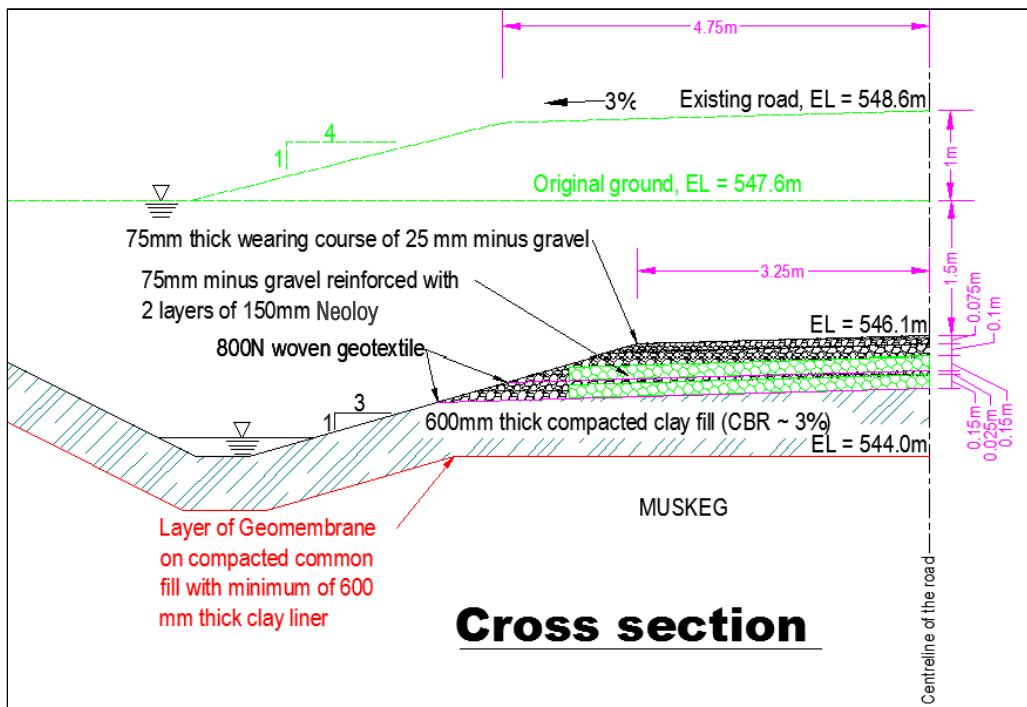 4.75m
3%
Existing road, EL = 548.6m
4
1
1m
Original ground, EL = 547.6m
75mm thick wearing course of 25 mm minus gravel
3.25m
1.5m
75mm minus gravel reinforced with
2 layers of 150mm Neoloy
0.075m
0.1m
EL = 546.1m
800N woven geotextile
3
1
600mm thick compacted clay fill (CBR ~ 3%)
0.15m
0.025m
0.15m
EL = 544.0m
MUSKEG
Layer of Geomembrane
on compacted common
fill with minimum of 600
mm thick clay liner
Cross section
Centreline of the road